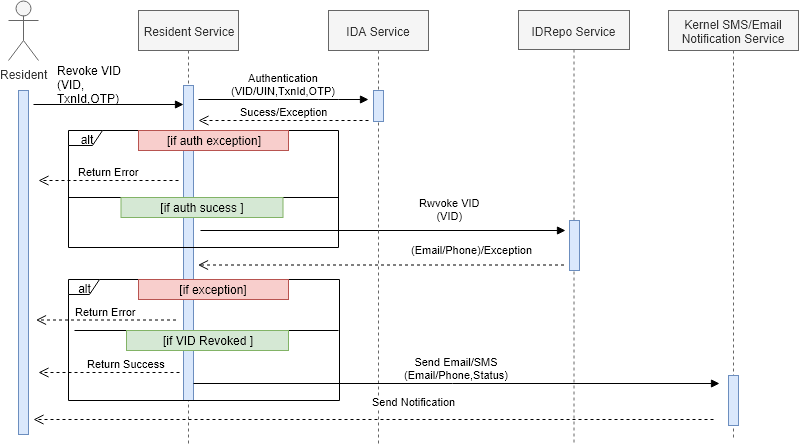 Resident Service
IDA Service
IDRepo Service
Kernel SMS/Email
Notification Service
Resident
Revoke VID
(VID,
TxnId,OTP)
Authentication
(VID/UIN,TxnId,OTP)
Sucess/Exception
alt
[if auth exception]
Return Error
[if auth sucess ]
Rwvoke VID
(VID)
(Email/Phone)/Exception
alt
[if exception]
Return Error
[if VID Revoked ]
Return Success
Send Email/SMS
(Email/Phone,Status)
Send Notification